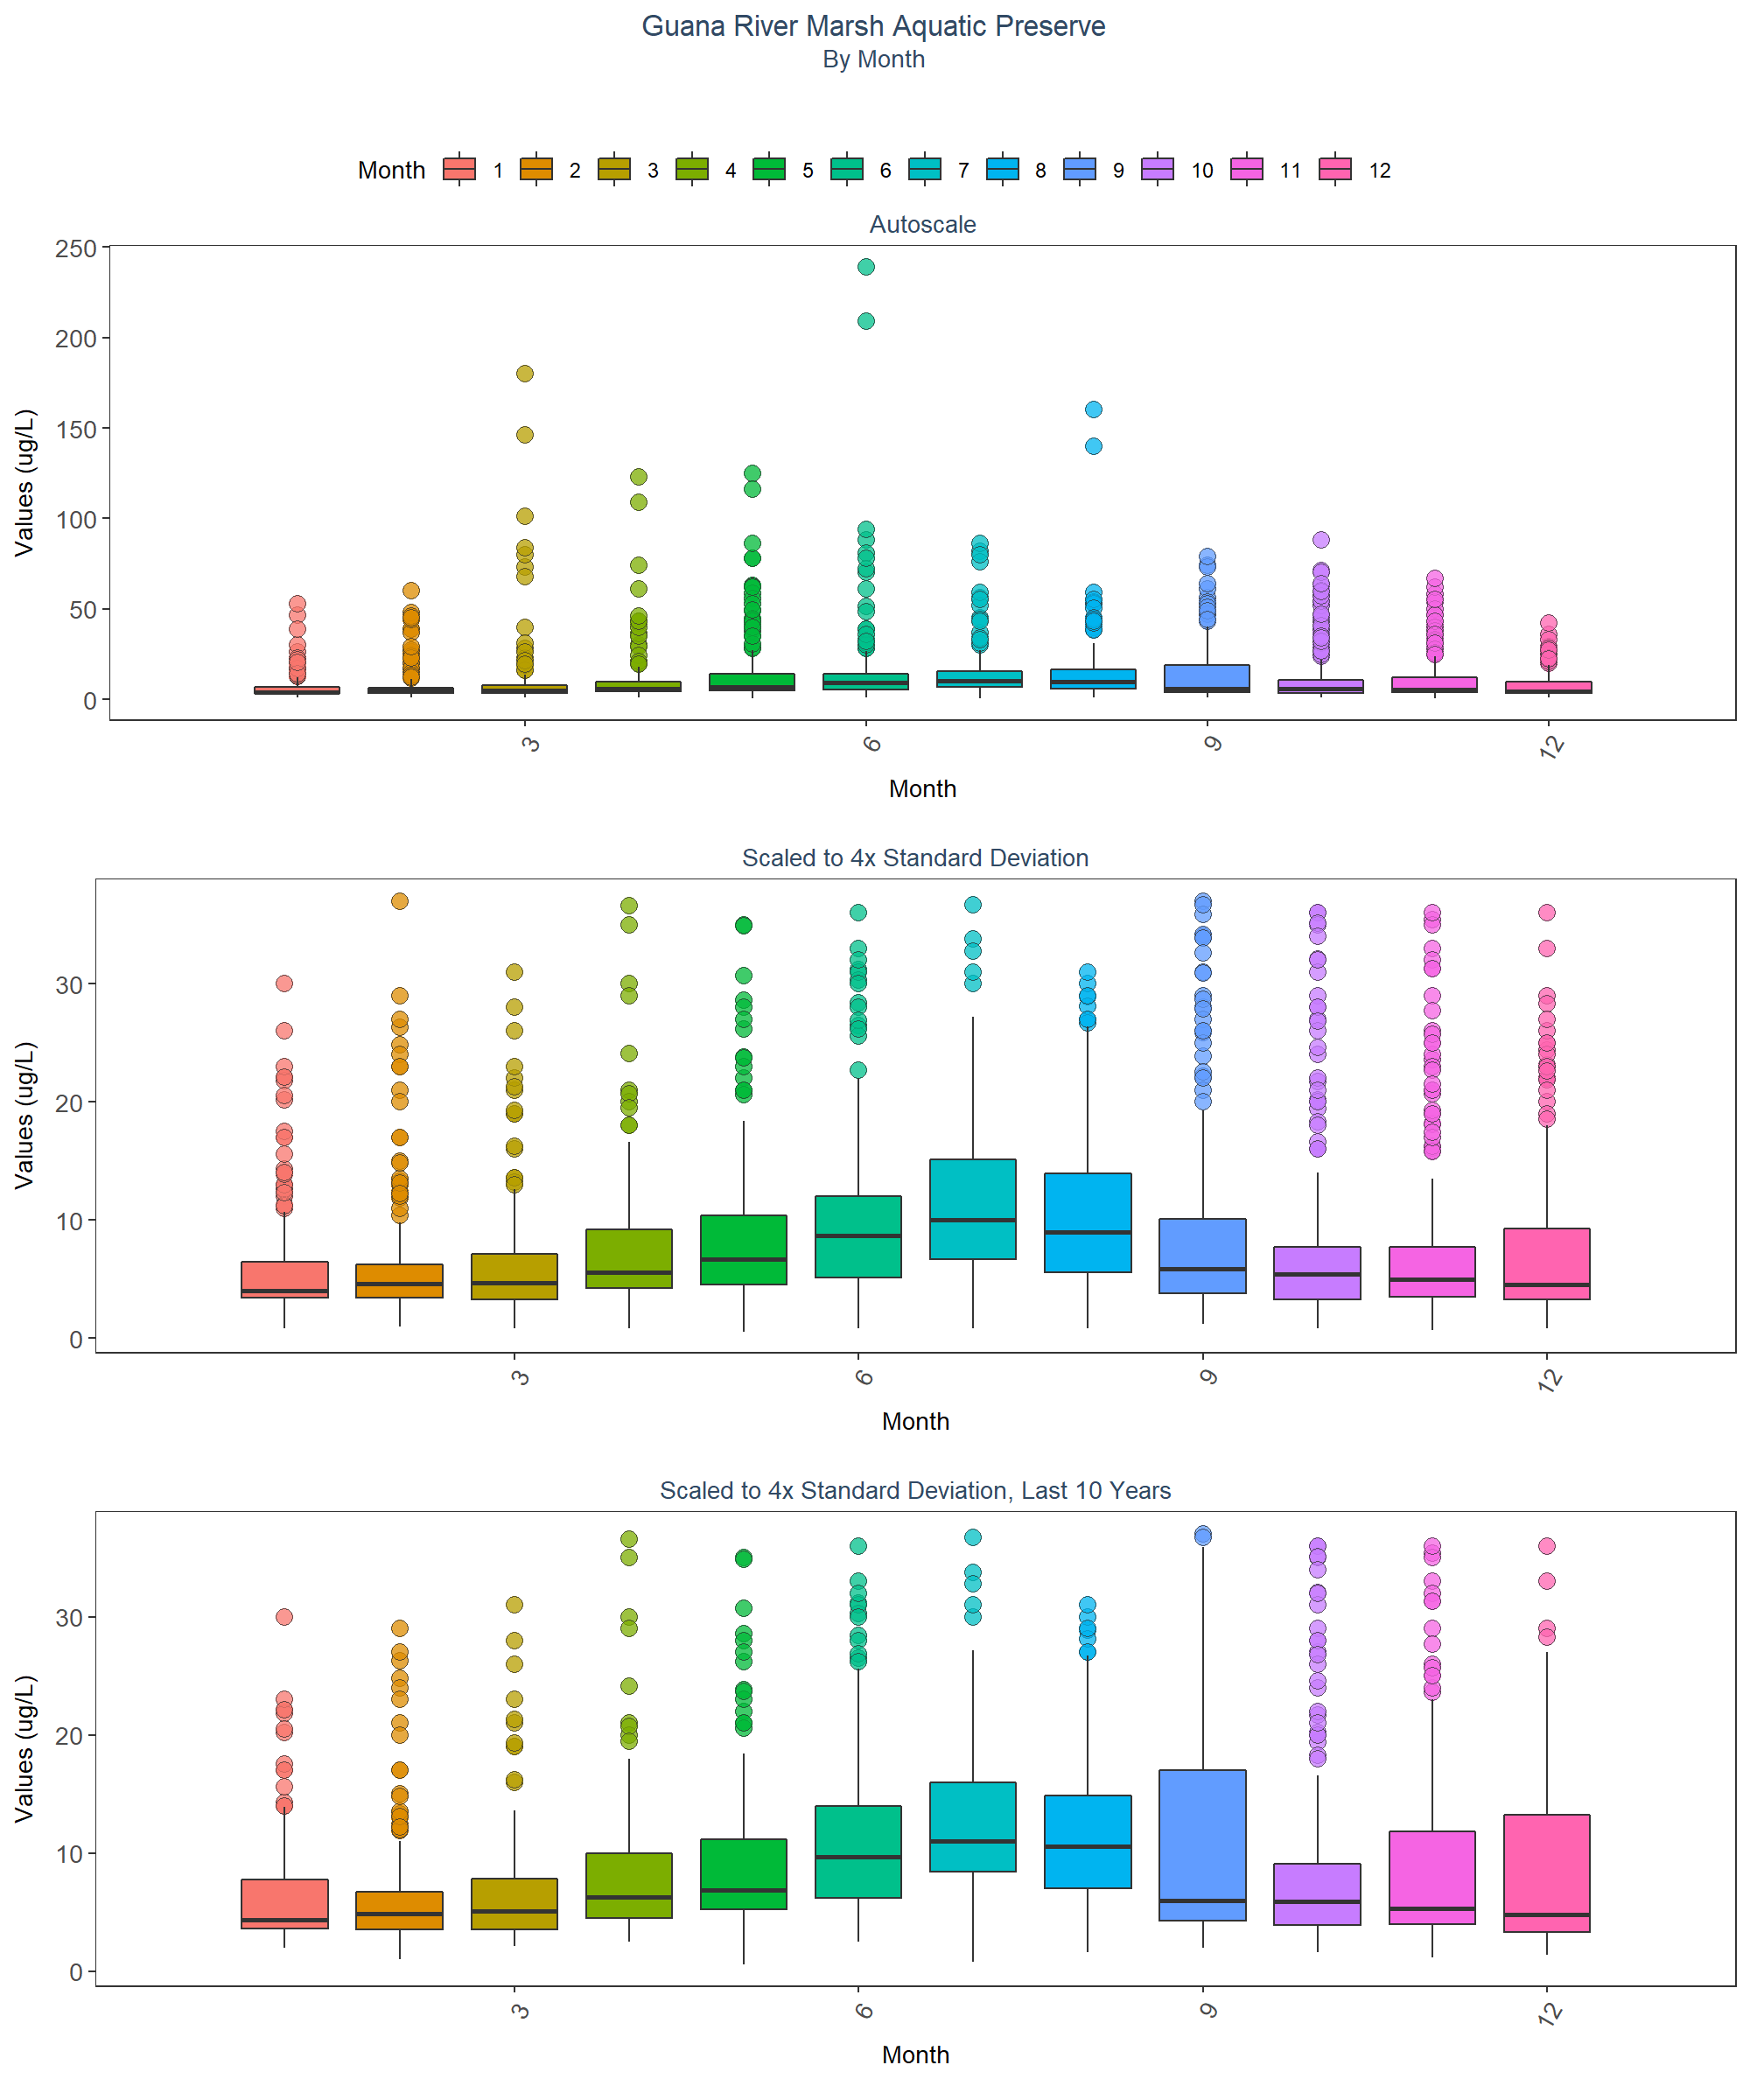 Guana River Marsh Aquatic Preserve
By Month
Month 1 2 3 4 5 6 7 8 9 10 11 12
Autoscale
Values (ug/L)
250
200
150
100
50
0
3 6 9 12
Month
Scaled to 4x Standard Deviation
Values (ug/L)
30
20
10
0
3 6 9 12
Month
Scaled to 4x Standard Deviation, Last 10 Years
Values (ug/L)
30
20
10
0
3 6 9 12
Month